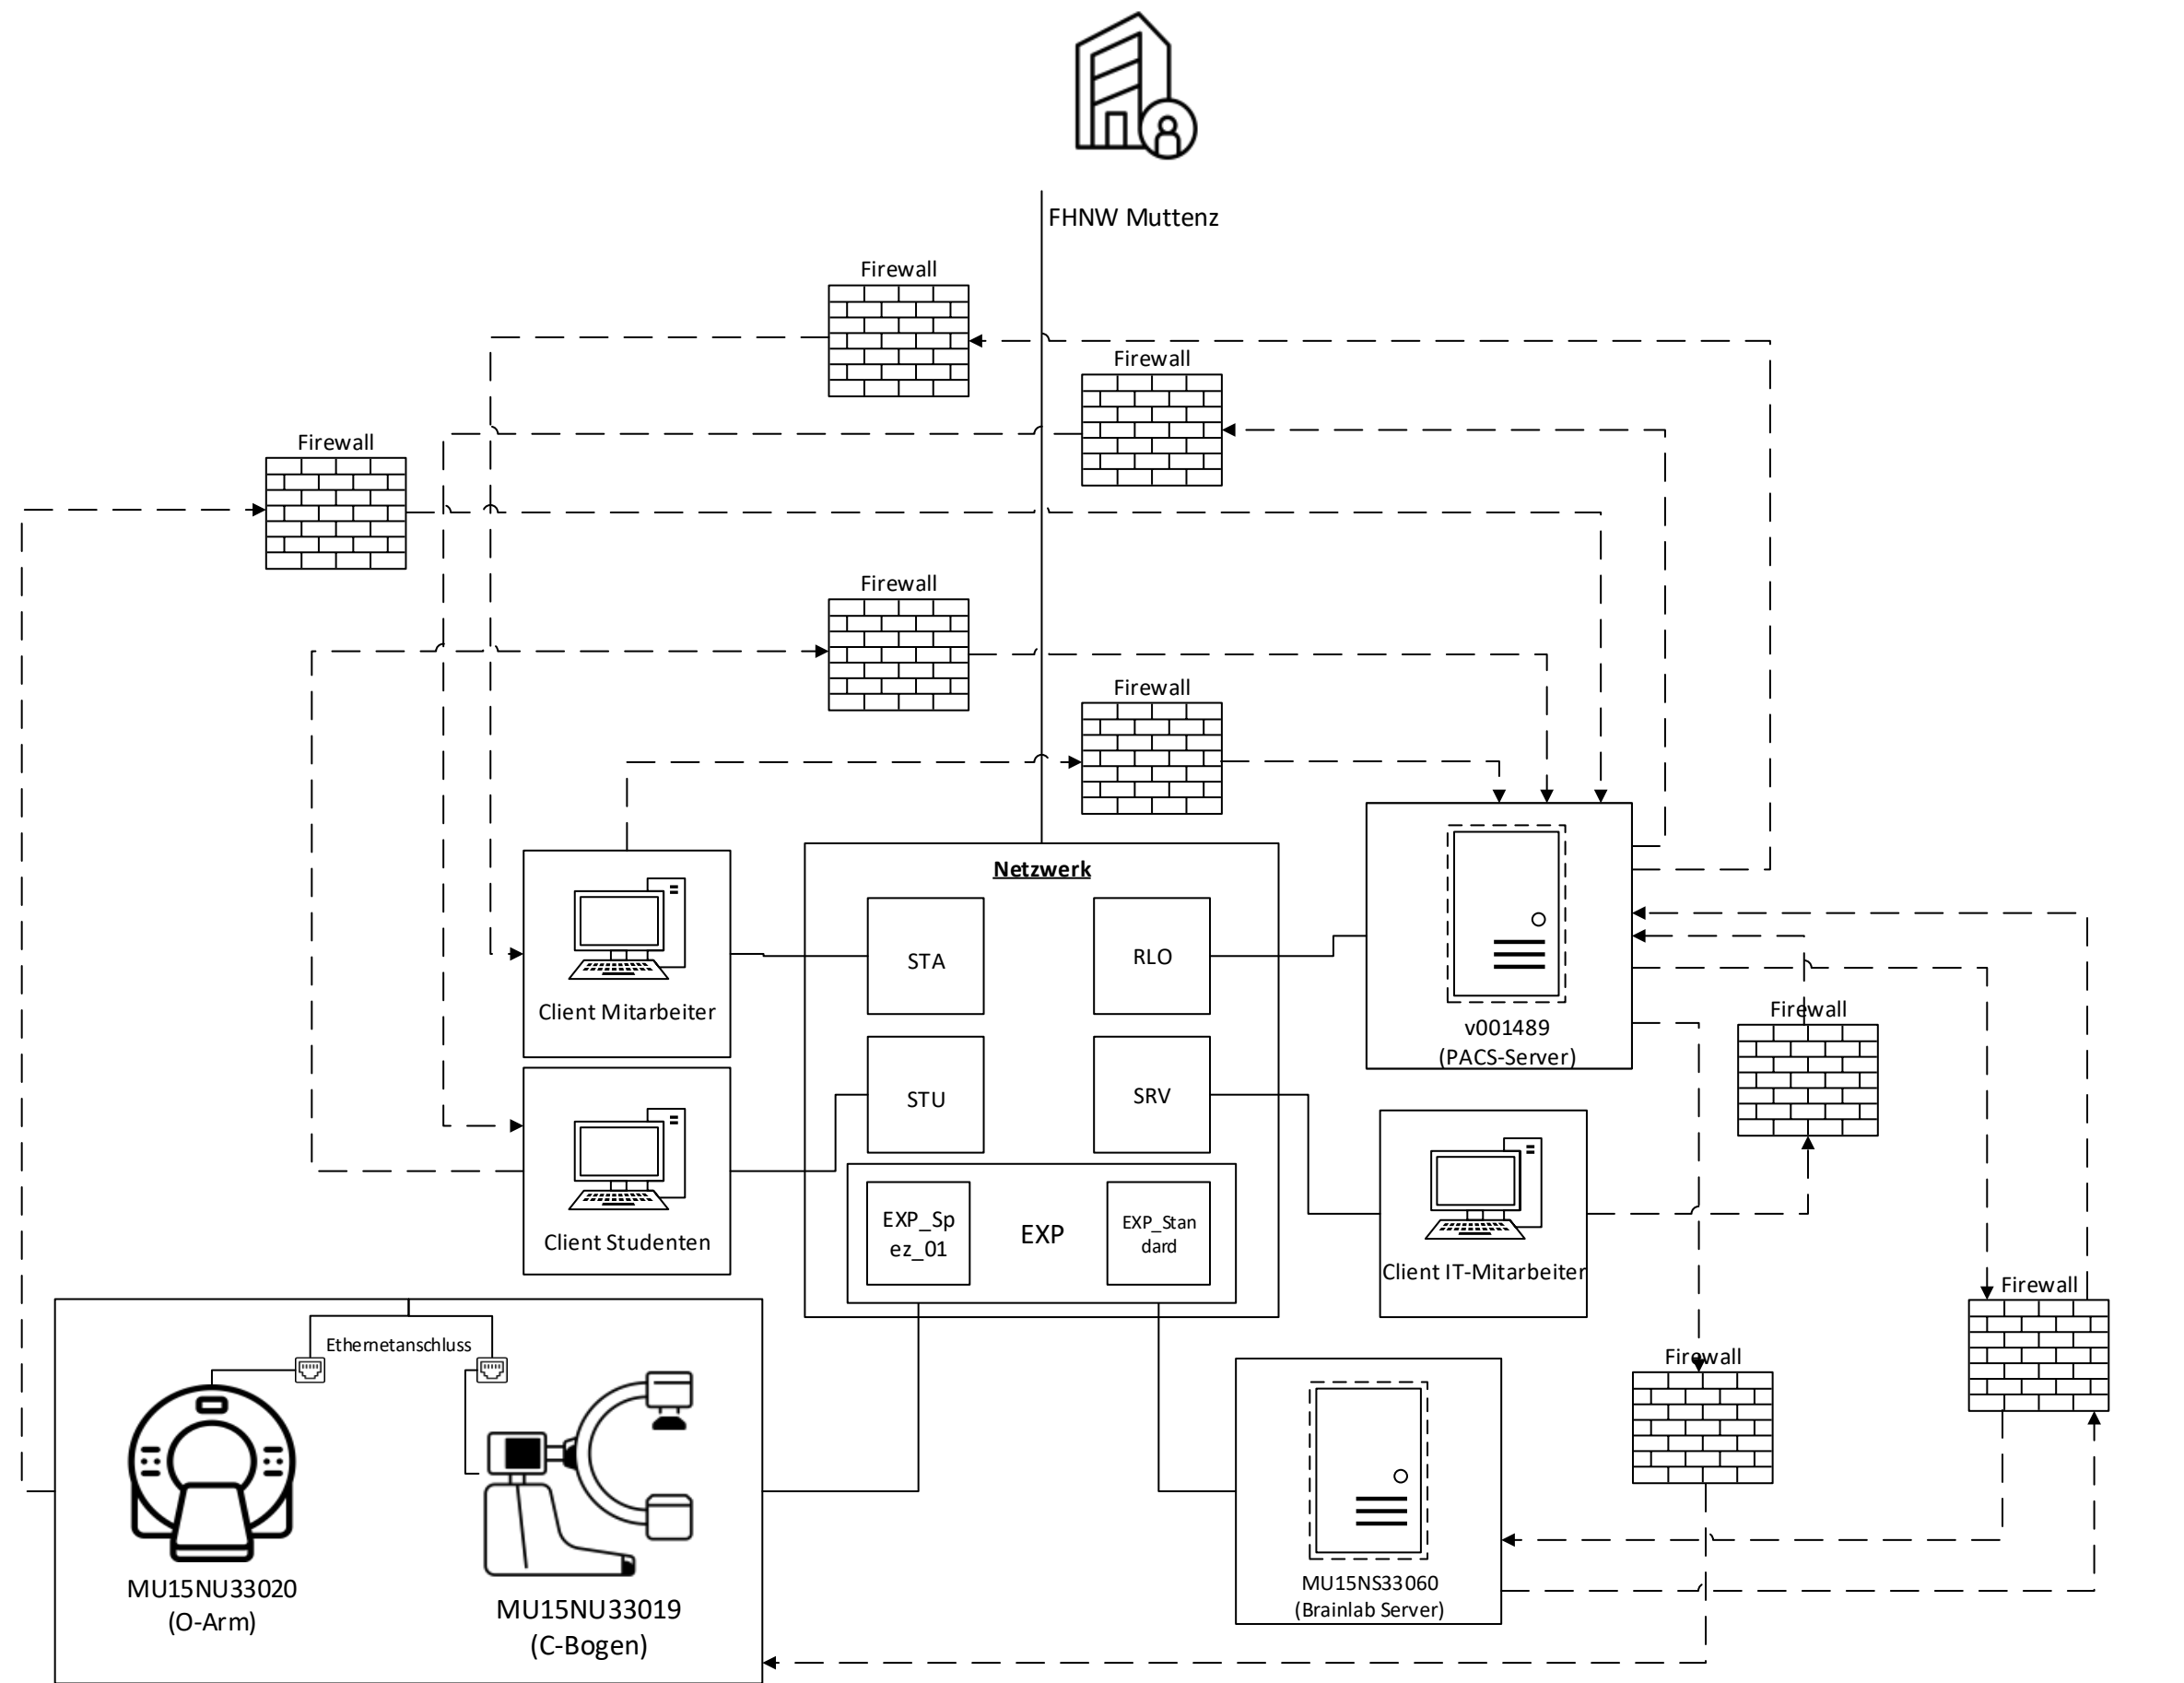 FHNW Muttenz
Firewall
Firewall
Firewall
Firewall
Firewall
Netzwerk
STA
RLO
Client Mitarbeiter
v001489
(PACS-Server)
Firewall
STU
SRV
EXP_Sp
ez_01
EXP
EXP_Stan
dard
Client Studenten
Client IT-Mitarbeiter
Firewall
Ethernetanschluss
Firewall
MU15NU33020
(O-Arm)
MU15NU33019
(C-Bogen)
MU15NS33060
(Brainlab Server)